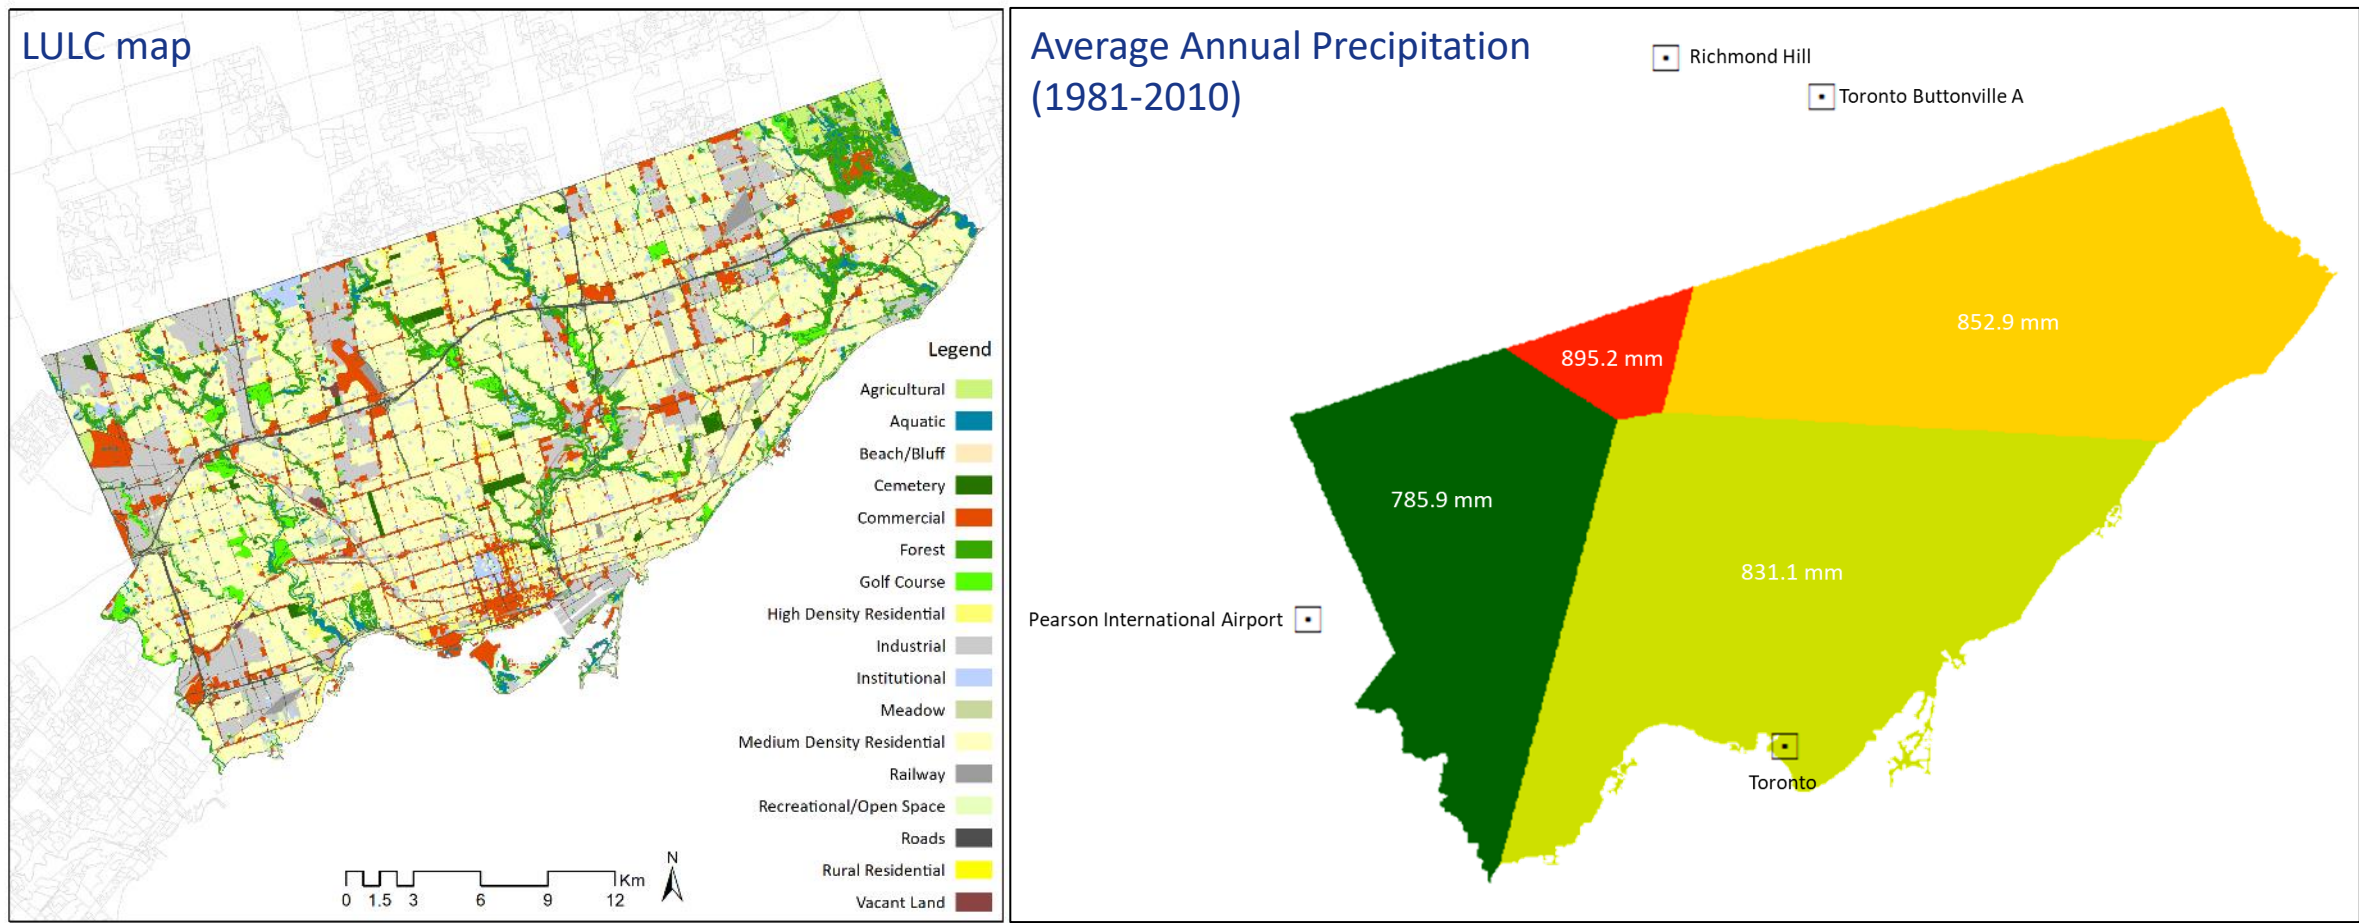 LULC map
Legend
Agricultural
Aquatic
Beach/Bluff
Cemetery
Commercial
Forest
Golf Course
High Density Residential
Industrial
Institutional
Meadow
Medium Density Residential
Railway
Recreational/Open Space
Roads
Rural Residential
Vacant Land
N
Km
0 1.5 3 6 9 12
Average Annual Precipitation
(1981-2010)
Richmond Hill
Toronto Buttonville A
852.9 mm
895.2 mm
785.9 mm
831.1 mm
Pearson International Airport
Toronto